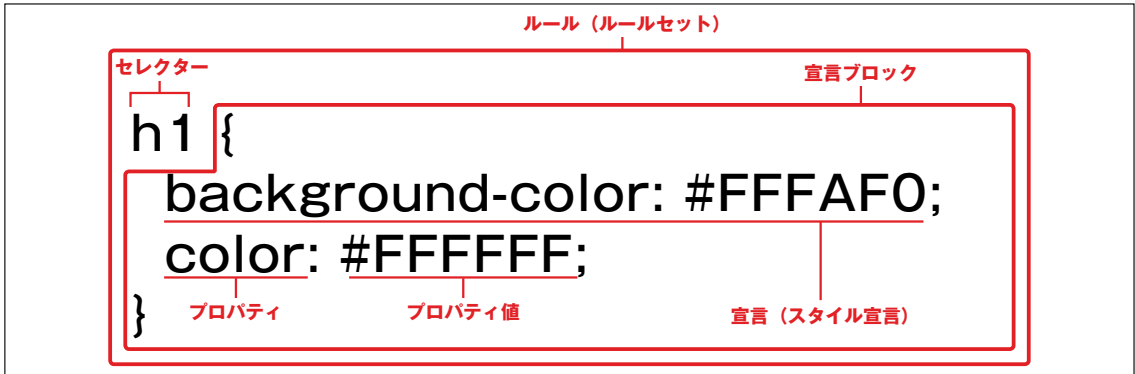 ルール（ルールセット）
セレクター
宣言ブロック
h1 {
background-color: #FFFAF0;
color: #FFFFFF;
プロパティ
プロパティ値
宣言（スタイル宣言）
}